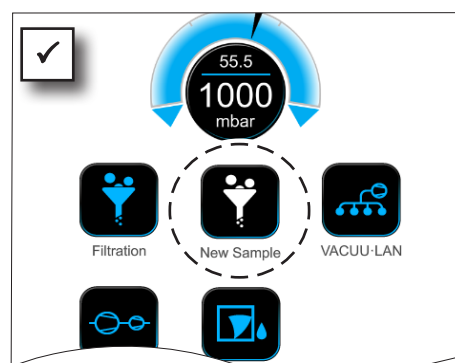 55.5
1000
mbar
Filtration
New Sample
VACUU·LAN